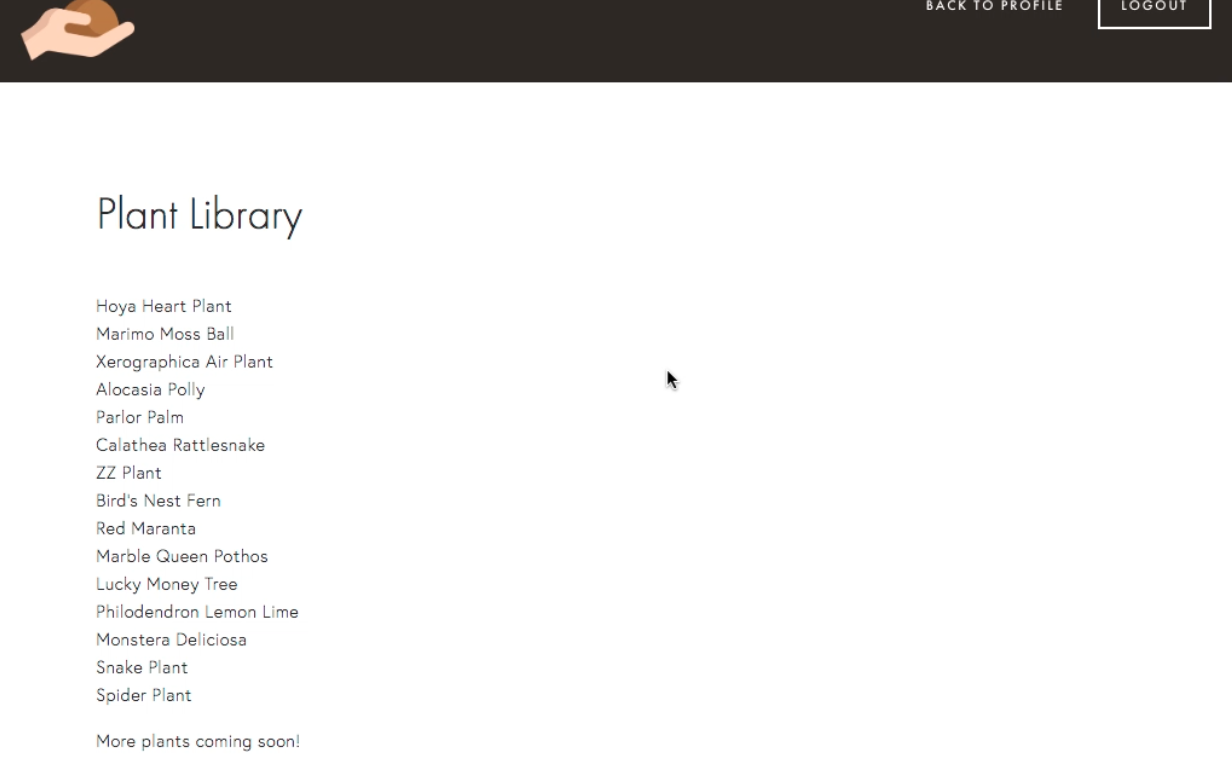 BACK TO PROFILE
LOGOUT
Plant Library
Hoya Heart Plant
Marimo Moss Ball
Xerographica Air Plant
Alocasia Polly
Parlor Palm
Calathea Rattlesnake
ZZ Plant
Bird's Nest Fern
Red Maranta
Marble Queen Pothos
Lucky Money Tree
Philodendron Lemon Lime
Monstera Deliciosa
Snake Plant
Spider Plant
More plants coming soon!